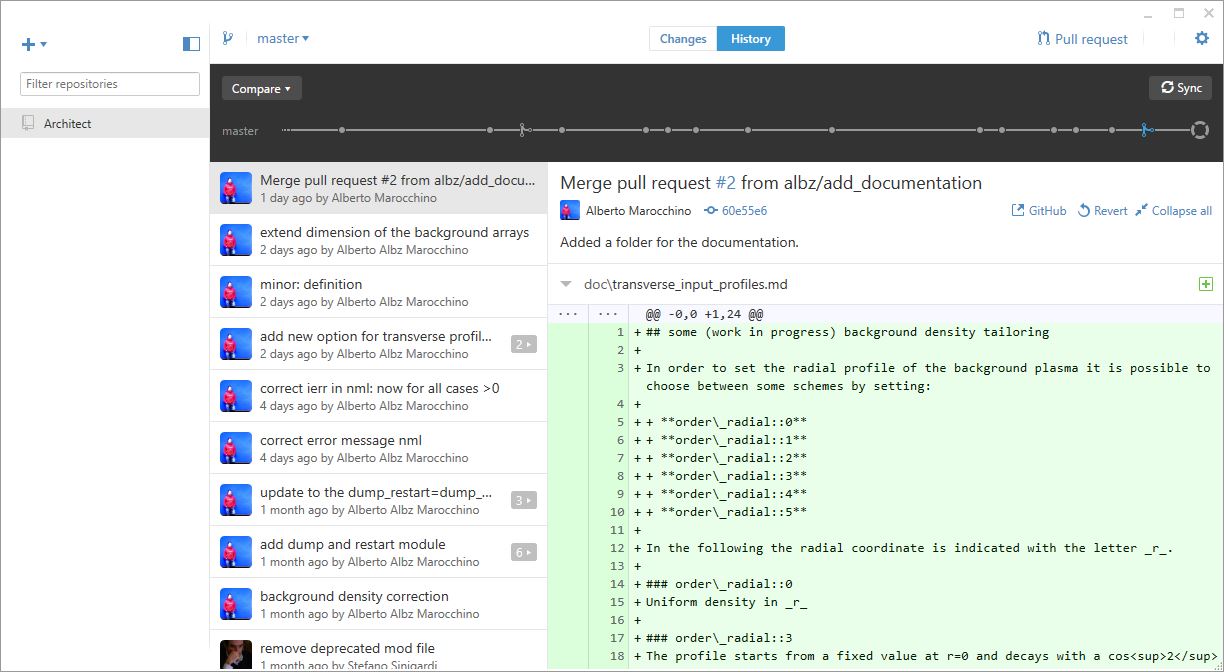 master
Changes
History
Pull request
Filter repositories
Architect
Compare
Sync
master
Merge pull request #2 from albz/add_docu...
1 day ago by Alberto Marocchino
extend dimension of the background arrays
2 days ago by Alberto Albz Marocchino
minor: definition
2 days ago by Alberto Albz Marocchino
add new option for transverse profil...
2 days ago by Alberto Albz Marocchino
2
correct ierr in nml: now for all cases >0
4 days ago by Alberto Albz Marocchino
correct error message nml
4 days ago by Alberto Albz Marocchino
update to the dump_restart=dump_...
1 month ago by Alberto Albz Marocchino
3
add dump and restart module
1 month ago by Alberto Albz Marocchino
6
background density correction
1 month ago by Alberto Albz Marocchino
remove deprecated mod file
1 month ago by Stefano Sinigardi
Merge pull request #2 from albz/add_documentation
Alberto Marocchino 60e55e6
GitHub Revert Collapse all
Added a folder for the documentation.
doc\transverse_input_profiles.md
... ... @@ -0,0 +1,24 @@
1 + ## some (work in progress) background density tailoring
2 +
3 + In order to set the radial profile of the background plasma it is possible to
choose between some schemes by setting:
4 +
5 + + **order\_radial::0**
6 + + **order\_radial::1**
7 + + **order\_radial::2**
8 + + **order\_radial::3**
9 + + **order\_radial::4**
10 + + **order\_radial::5**
11 +
12 + In the following the radial coordinate is indicated with the letter _r_.
13 +
14 + ### order\_radial::0
15 + Uniform density in _r_
16 +
17 + ### order\_radial::3
18 + The profile starts from a fixed value at r=0 and decays with a cos<sup>2</sup>